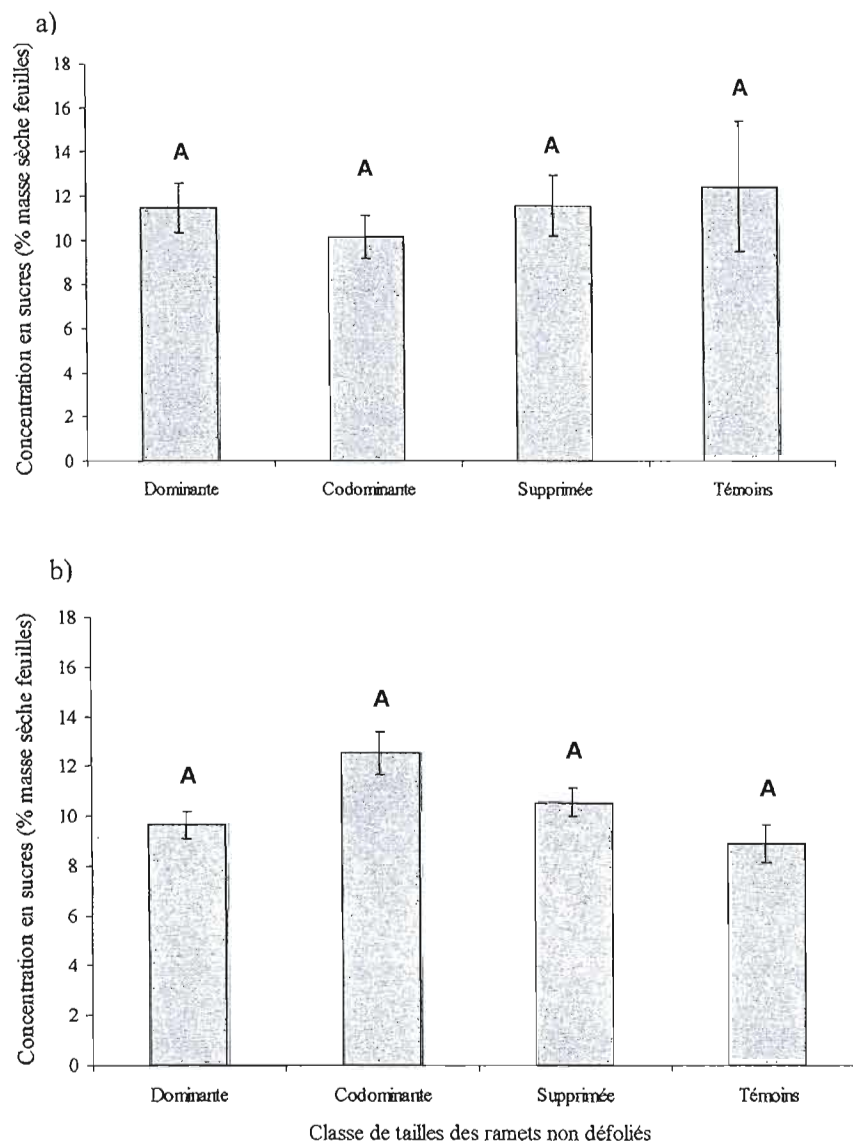 a)
Concentration en sucres (% masse sèche feuilles)
18
16
14
12
10
8
6
4
2
0
A
A
A
A
Dominante
Codominante
Supprimée
Témoins
b)
Concentration en sucres (% masse sèche feuilles)
18
16
14
12
10
8
6
4
2
0
A
A
A
A
Dominante
Codominante
Supprimée
Témoins
Classe de tailles des ramets non défoliés